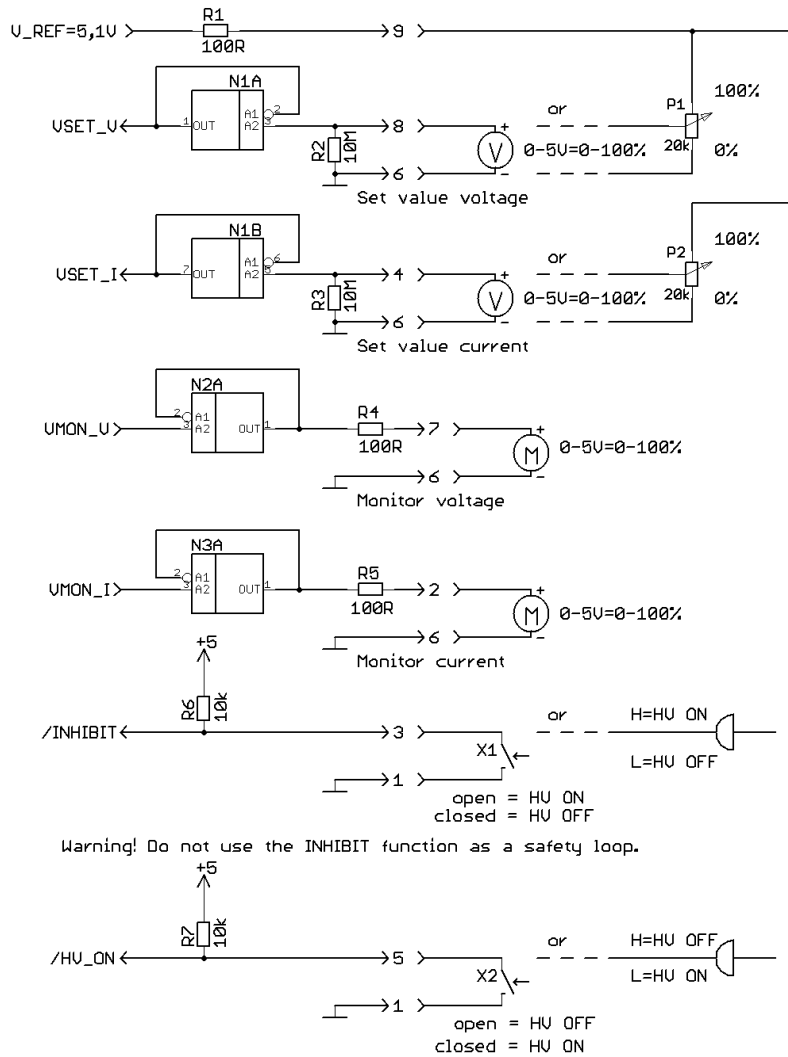 V_REF=5,1V
R1
100R
9
N1A
VSET_V
1 OUT
A1 2
A2 3
R2
10M
8
6
+
V
-
or
0-5V=0-100%
P1
20k
100%
0%
Set value voltage
N1B
VSET_I
7 OUT
A1 6
A2 5
R3
10M
4
6
+
V
-
or
0-5V=0-100%
P2
20k
100%
0%
Set value current
N2A
VMON_V
2 A1
3 A2
OUT 1
R4
100R
7
6
+
M
-
0-5V=0-100%
Monitor voltage
N3A
VMON_I
2 A1
3 A2
OUT 1
R5
100R
2
6
+
M
-
0-5V=0-100%
Monitor current
+5
R6
10k
/INHIBIT
3
1
X1
or
H=HV ON
L=HV OFF
open = HV ON
closed = HV OFF
Warning! Do not use the INHIBIT function as a safety loop.
+5
R7
10k
/HV_ON
5
1
X2
or
H=HV OFF
L=HV ON
open = HV OFF
closed = HV ON